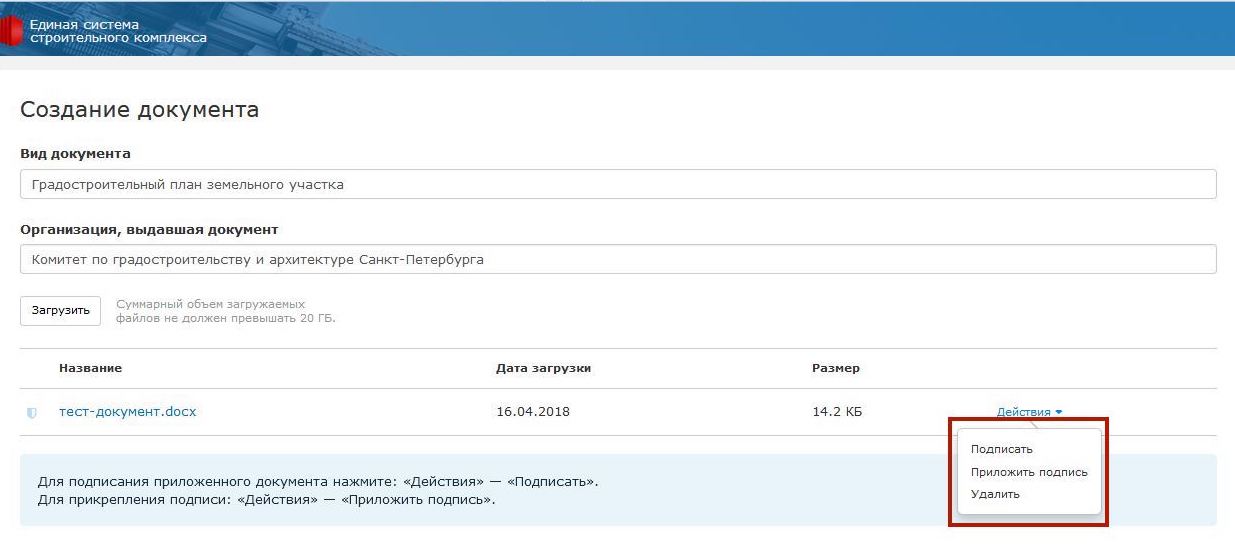 Единая система
строительного комплекса
Создание документа
Вид документа
Градостроительный план земельного участка
Организация, выдавшая документ
Комитет по градостроительству и архитектуре Санкт-Петербурга
Загрузить
Суммарный объем загружаемых
файлов не должен превышать 20 ГБ.
Название Дата загрузки Размер
тест-документ.docx 16.04.2018 14.2 КБ Действия
Подписать
Приложить подпись
Удалить
Для подписания приложенного документа нажмите: «Действия» — «Подписать».
Для прикрепления подписи: «Действия» — «Приложить подпись».